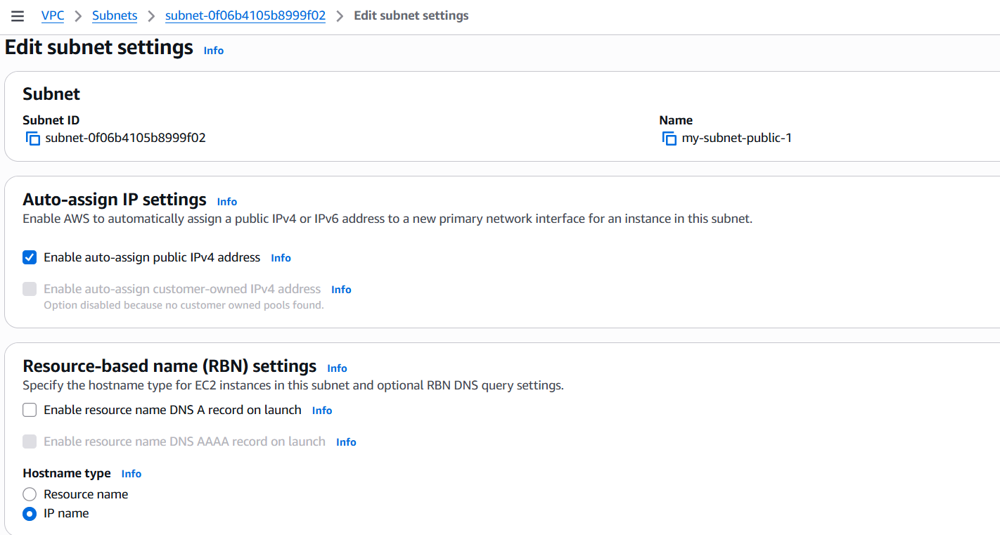 VPC > Subnets > subnet-0f06b4105b8999f02 > Edit subnet settings
Edit subnet settings Info
Subnet
Subnet ID Name
subnet-0f06b4105b8999f02 my-subnet-public-1
Auto-assign IP settings Info
Enable AWS to automatically assign a public IPv4 or IPv6 address to a new primary network interface for an instance in this subnet.
Enable auto-assign public IPv4 address Info
Enable auto-assign customer-owned IPv4 address Info
Option disabled because no customer owned pools found.
Resource-based name (RBN) settings Info
Specify the hostname type for EC2 instances in this subnet and optional RBN DNS query settings.
Enable resource name DNS A record on launch Info
Enable resource name DNS AAAA record on launch Info
Hostname type Info
Resource name
IP name